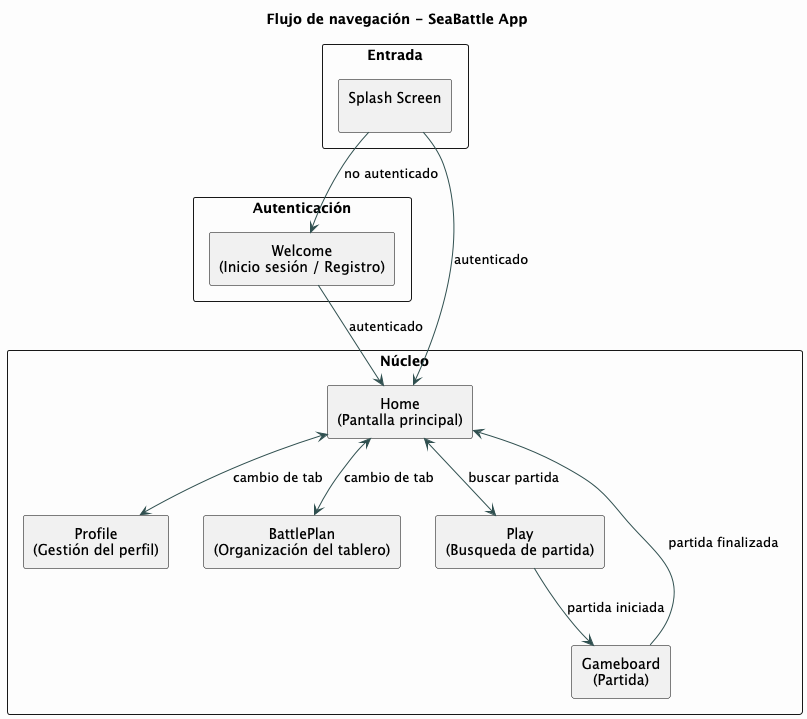 Flujo de navegación - SeaBattle App
Entrada
Splash Screen
no autenticado
Autenticación
Welcome
(Inicio sesión / Registro)
autenticado
autenticado
Núcleo
Home
(Pantalla principal)
cambio de tab
cambio de tab
buscar partida
Profile
(Gestión del perfil)
BattlePlan
(Organización del tablero)
Play
(Busqueda de partida)
partida finalizada
partida iniciada
Gameboard
(Partida)